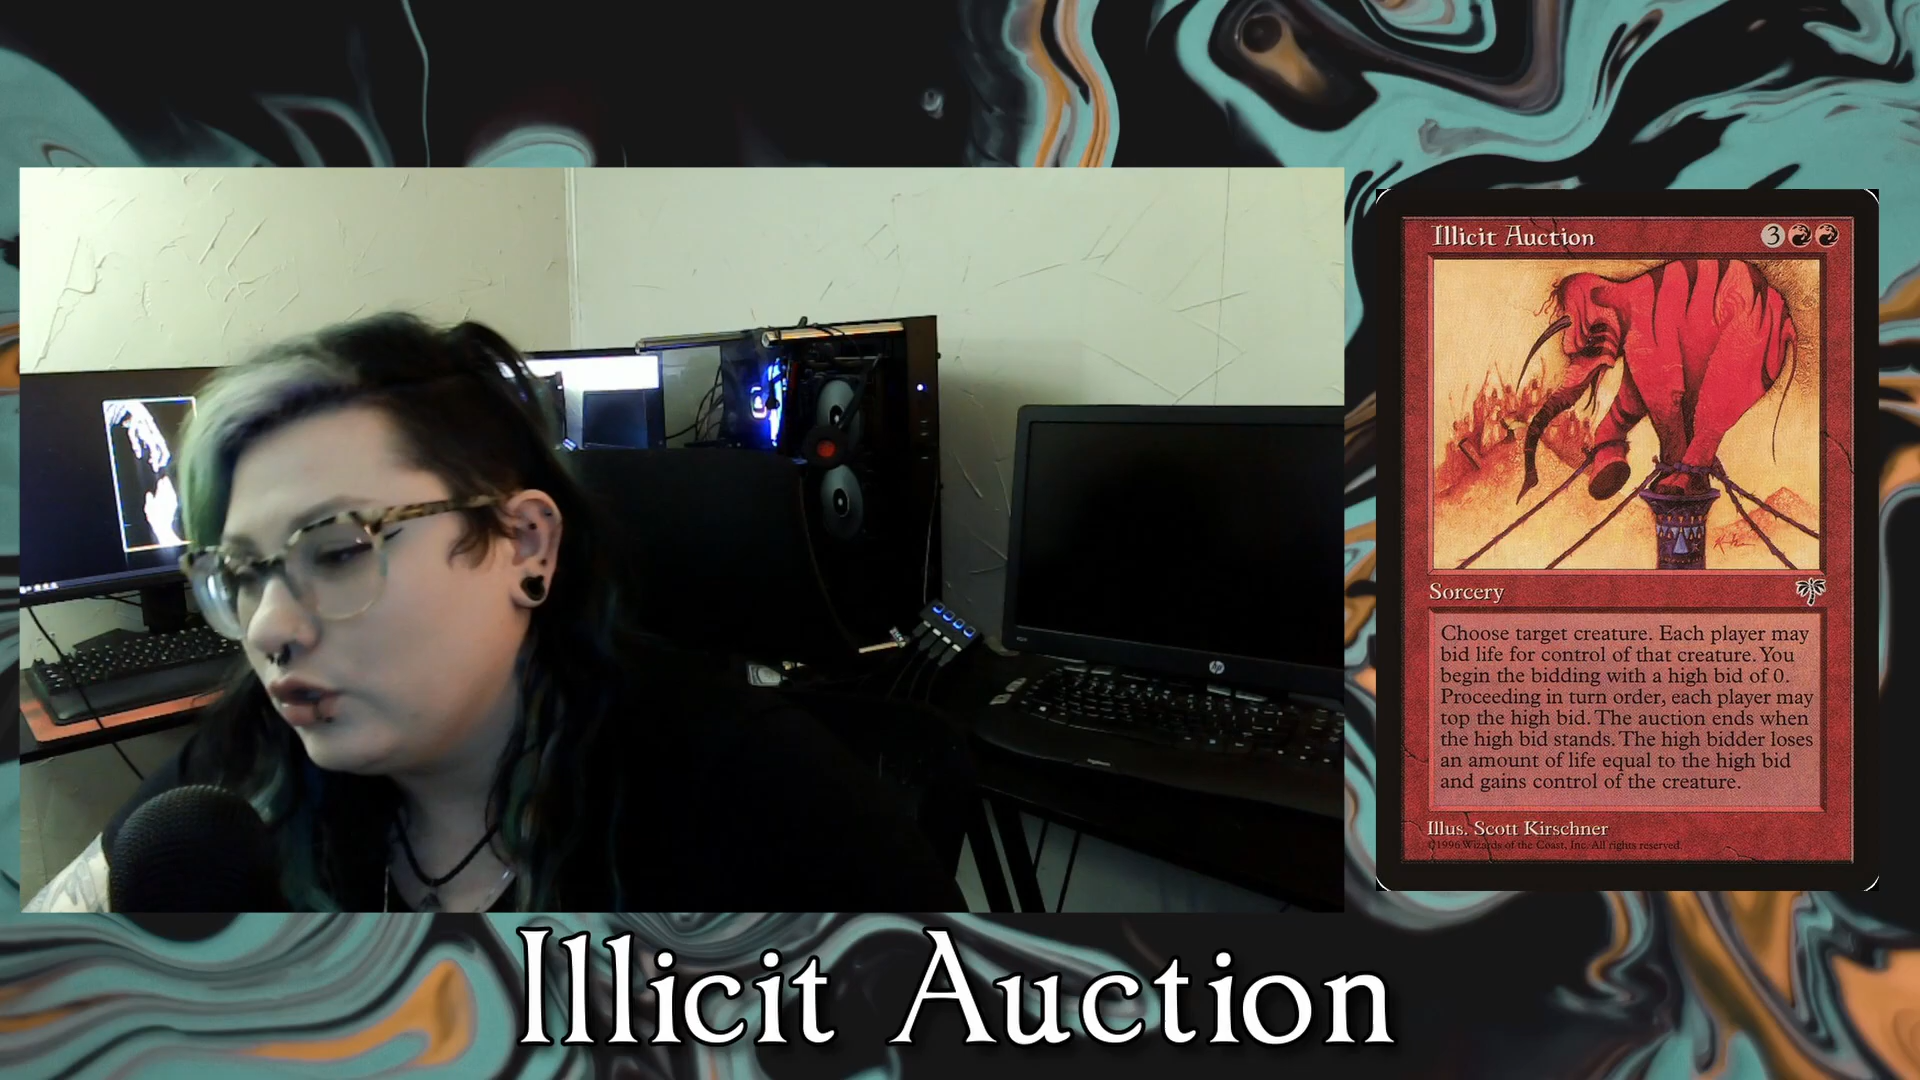 Illicit Auction
3
Sorcery
Choose target creature. Each player may
bid life for control of that creature. You
begin the bidding with a high bid of 0.
Proceeding in turn order, each player may
top the high bid. The auction ends when
the high bid stands. The high bidder loses
an amount of life equal to the high bid
and gains control of the creature.
Illus. Scott Kirschner
©1996 Wizards of the Coast, Inc. All rights reserved.
hp
Illicit Auction